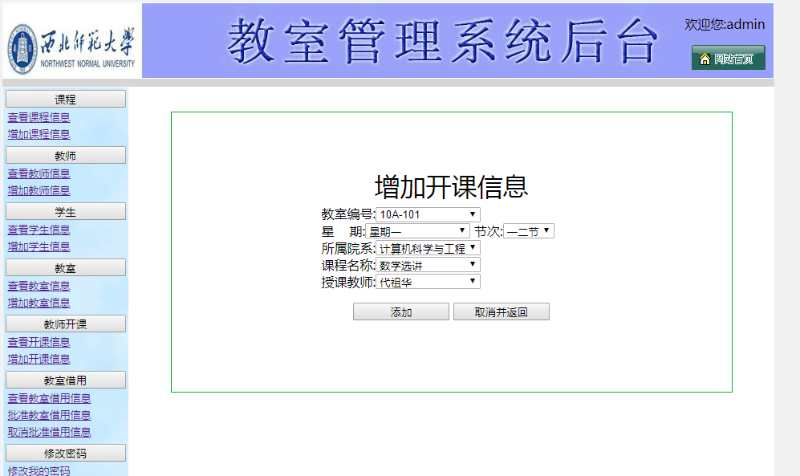 西北师范大学
NORTHWEST NORMAL UNIVERSITY
教室管理系统后台
欢迎您:admin
网站首页
课程
查看课程信息
增加课程信息
教师
查看教师信息
增加教师信息
学生
查看学生信息
增加学生信息
教室
查看教室信息
增加教室信息
教师开课
查看开课信息
增加开课信息
教室借用
查看教室借用信息
批准教室借用信息
取消批准借用信息
修改密码
修改我的密码
增加开课信息
教室编号:10A-101
星 期:星期一 节次:一二节
所属院系:计算机科学与工程
课程名称:数学选讲
授课教师:代祖华
添加 取消并返回